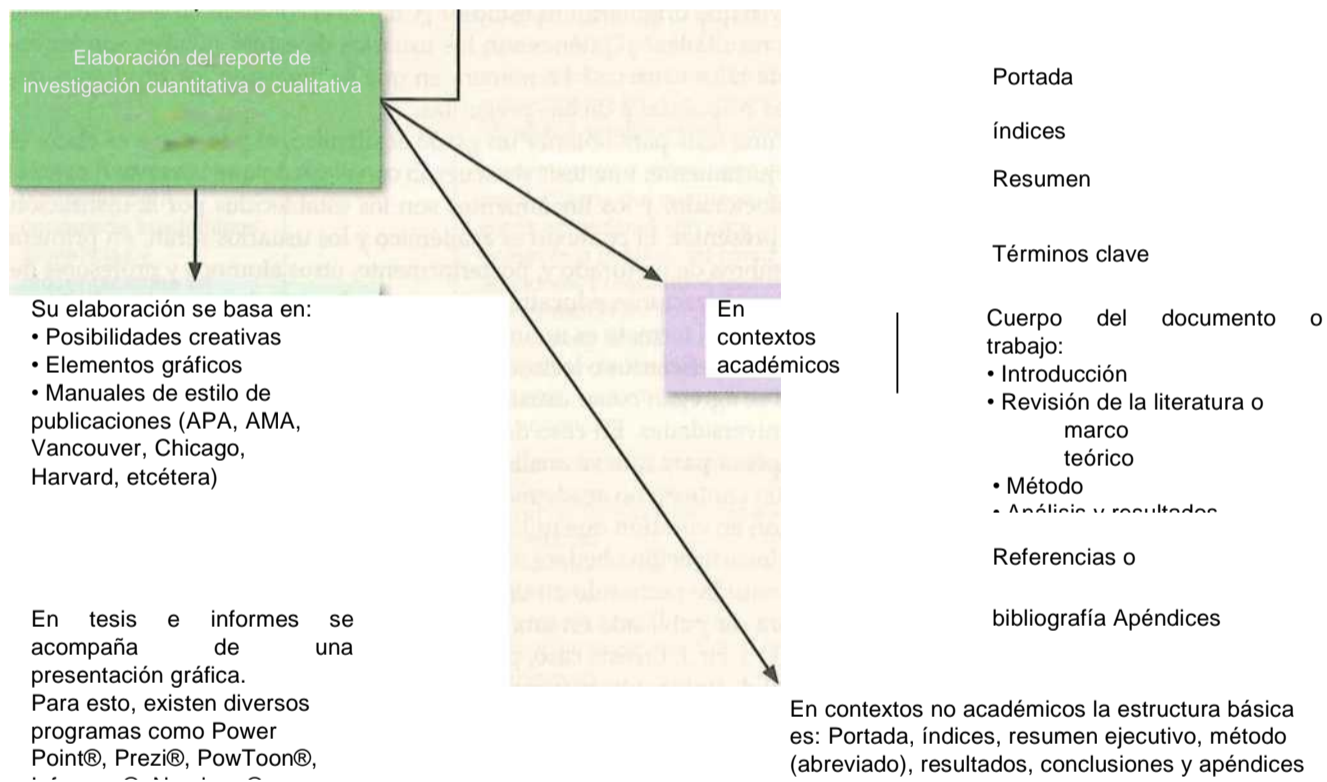 Elaboración del reporte de
investigación cuantitativa o cualitativa
Su elaboración se basa en:
• Posibilidades creativas
• Elementos gráficos
• Manuales de estilo de
publicaciones (APA, AMA,
Vancouver, Chicago,
Harvard, etcétera)
En tesis e informes se
acompaña de una
presentación gráfica.
Para esto, existen diversos
programas como Power
Point®, Prezi®, PowToon®,
En
contextos
académicos
Portada
índices
Resumen
Términos clave
Cuerpo del documento o
trabajo:
• Introducción
• Revisión de la literatura o
marco
teórico
• Método
• Análisis y resultados
Referencias o
bibliografía Apéndices
En contextos no académicos la estructura básica
es: Portada, índices, resumen ejecutivo, método
(abreviado), resultados, conclusiones y apéndices